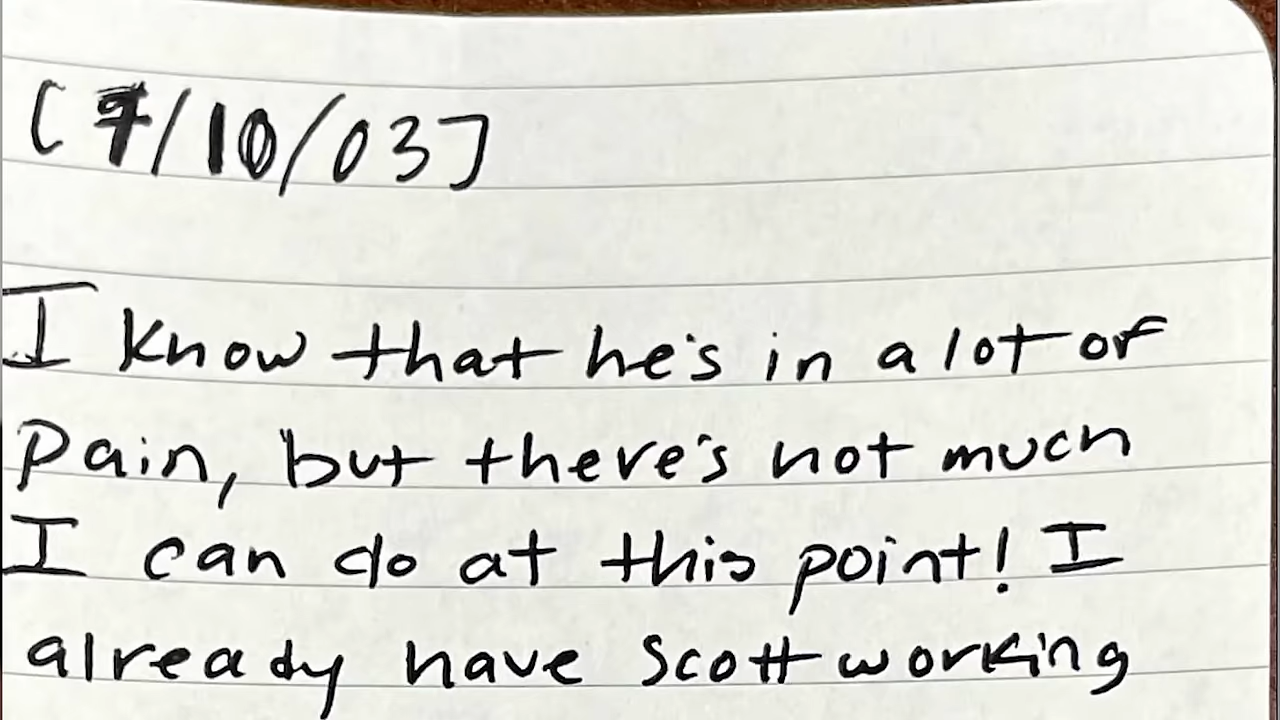 [7/10/03]
I know that he's in a lot of
pain, but there's not much
I can do at this point! I
already have Scott working